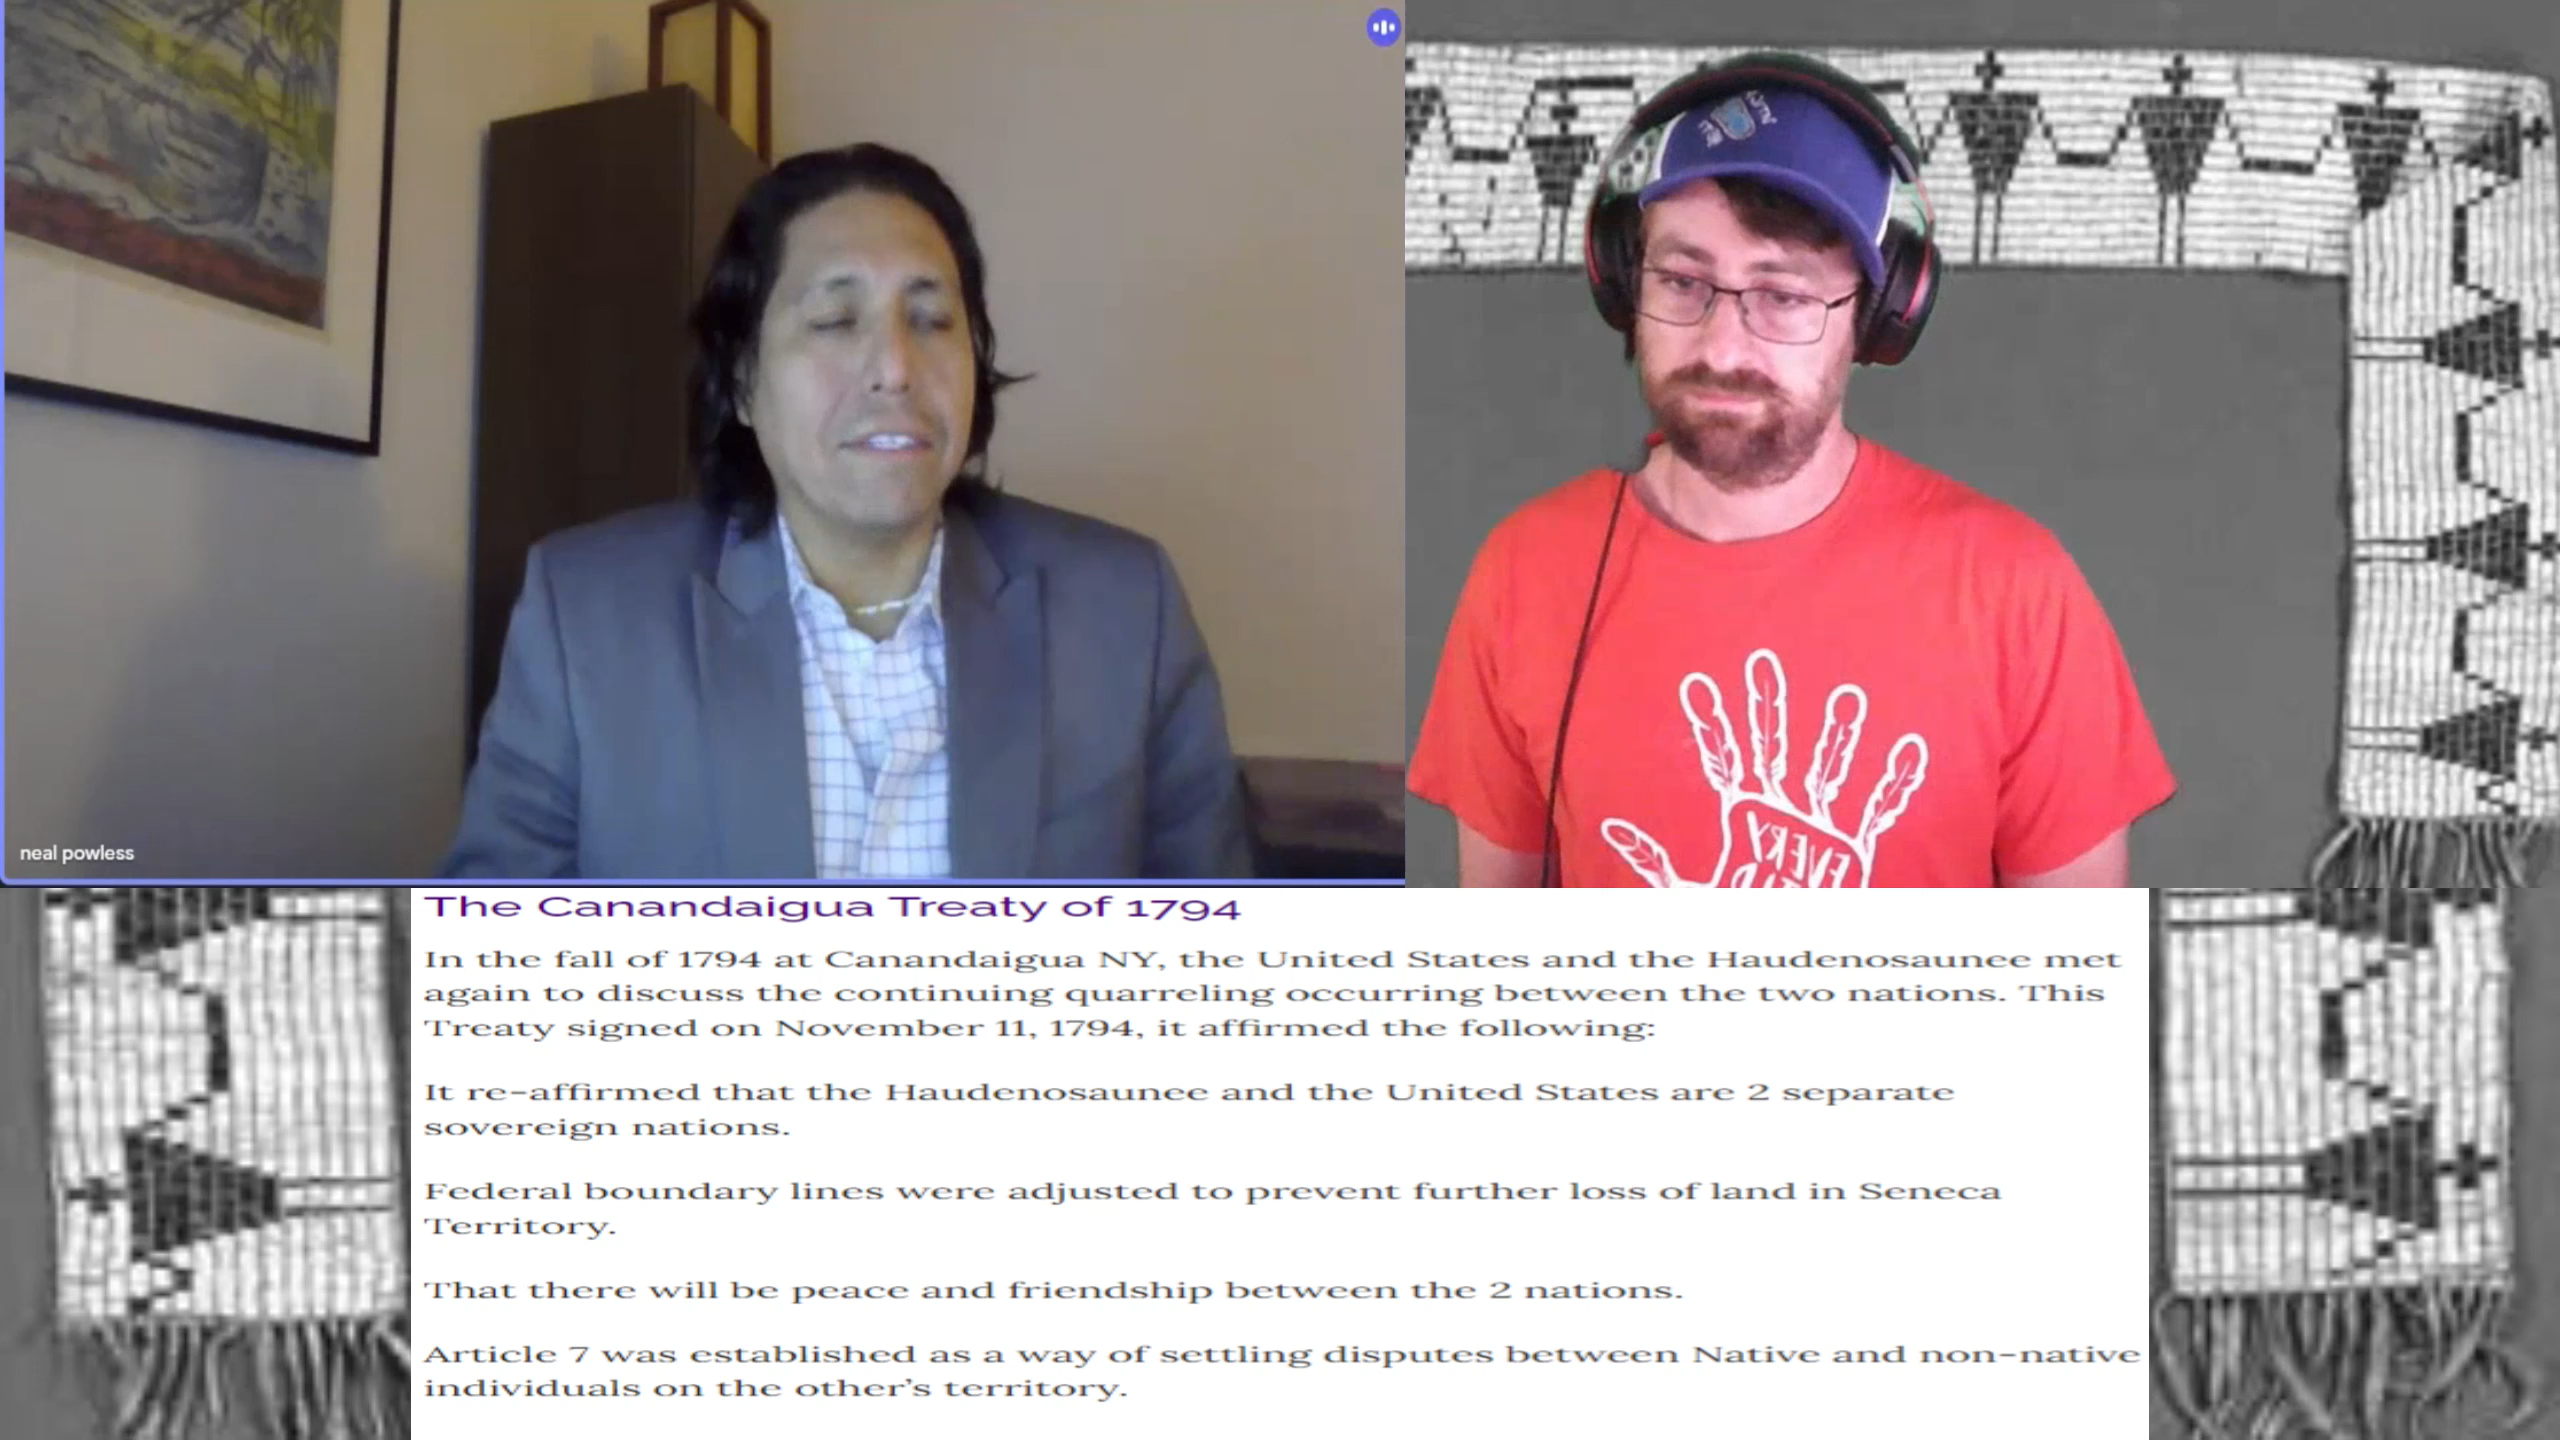 neal powless
EVERY
The Canandaigua Treaty of 1794
In the fall of 1794 at Canandaigua NY, the United States and the Haudenosaunee met
again to discuss the continuing quarreling occurring between the two nations. This
Treaty signed on November 11, 1794, it affirmed the following:
It re-affirmed that the Haudenosaunee and the United States are 2 separate
sovereign nations.
Federal boundary lines were adjusted to prevent further loss of land in Seneca
Territory.
That there will be peace and friendship between the 2 nations.
Article 7 was established as a way of settling disputes between Native and non-native
individuals on the other's territory.